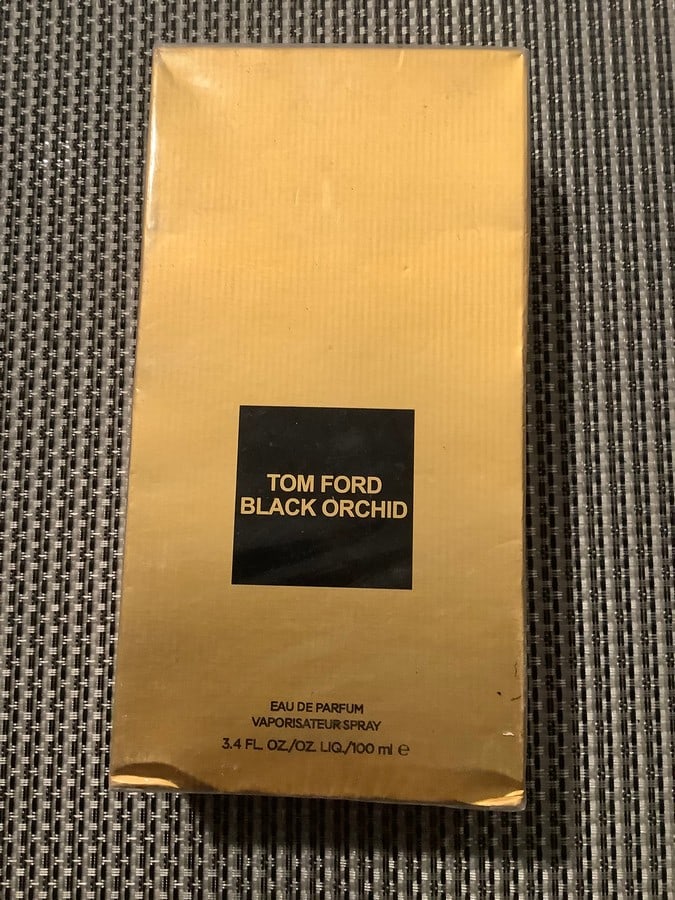 TOM FORD
BLACK ORCHID
EAU DE PARFUM
VAPORISATEUR SPRAY
3.4 FL. OZ./OZ. LIQ./100 ml ℮